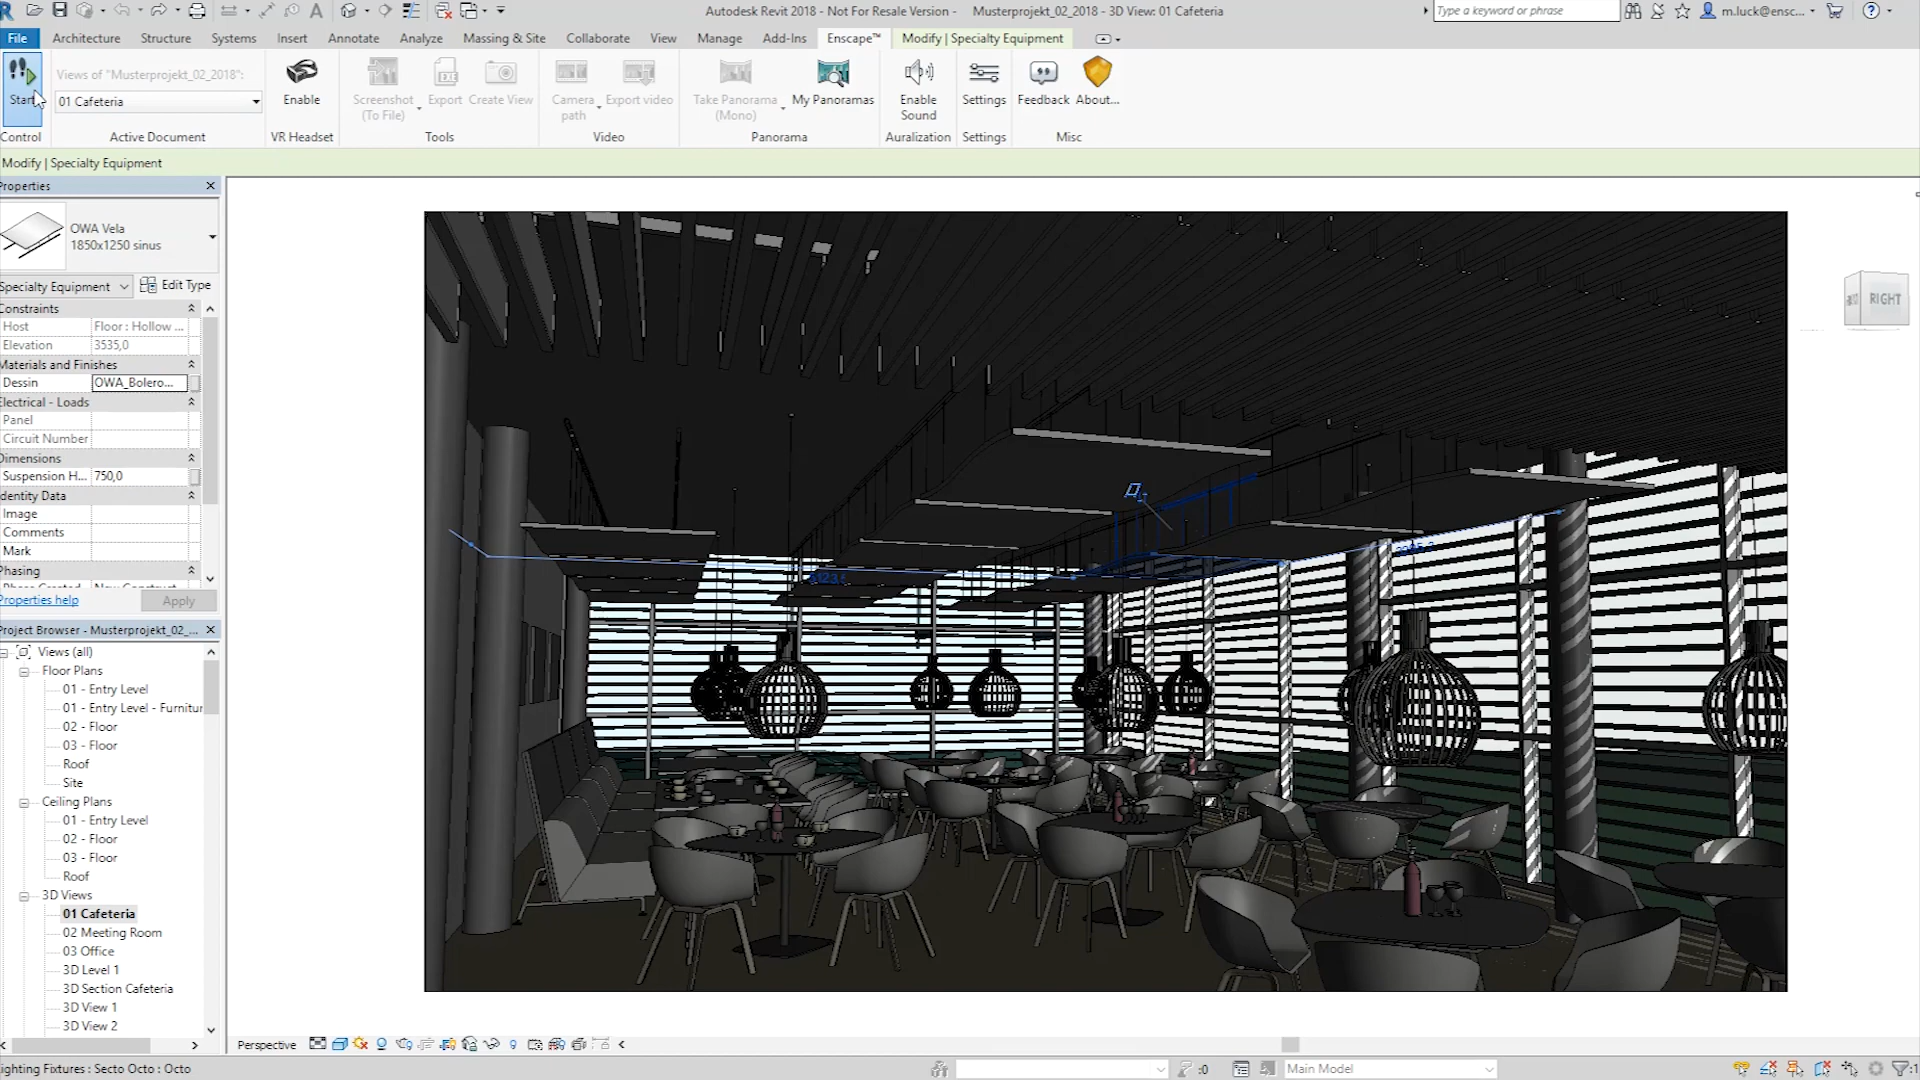 Autodesk Revit 2018 - Not For Resale Version - Musterprojekt_02_2018 - 3D View: 01 Cafeteria
Type a keyword or phrase
m.luck@ensc...
File Architecture Structure Systems Insert Annotate Analyze Massing & Site Collaborate View Manage Add-Ins Enscape™ Modify | Specialty Equipment
Start
Views of "Musterprojekt_02_2018":
01 Cafeteria
Enable
Screenshot
(To File)
Export
Create View
Camera
path
Export video
Take Panorama
(Mono)
My Panoramas
Enable
Sound
Settings
Feedback
About...
Control Active Document VR Headset Tools Video Panorama Auralization Settings Misc
Modify | Specialty Equipment
Properties
OWA Vela
1850x1250 sinus
Specialty Equipment
Edit Type
Constraints
Host Floor : Hollow ...
Elevation 3535,0
Materials and Finishes
Dessin OWA_Bolero...
Electrical - Loads
Panel
Circuit Number
Dimensions
Suspension H... 750,0
Identity Data
Image
Comments
Mark
Phasing
Properties help
Apply
Project Browser - Musterprojekt_02_...
Views (all)
Floor Plans
01 - Entry Level
01 - Entry Level - Furnitur
02 - Floor
03 - Floor
Roof
Site
Ceiling Plans
01 - Entry Level
02 - Floor
03 - Floor
Roof
3D Views
01 Cafeteria
02 Meeting Room
03 Office
3D Level 1
3D Section Cafeteria
3D View 1
3D View 2
RIGHT
Perspective
ighting Fixtures : Secto Octo : Octo
:0
Main Model
:1